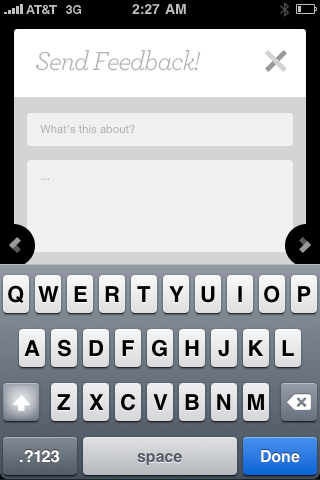 AT&T 3G 2:27 AM
Send Feedback!
What's this about?
...
Q W E R T Y U I O P
A S D F G H J K L
Z X C V B N M
.?123 space Done